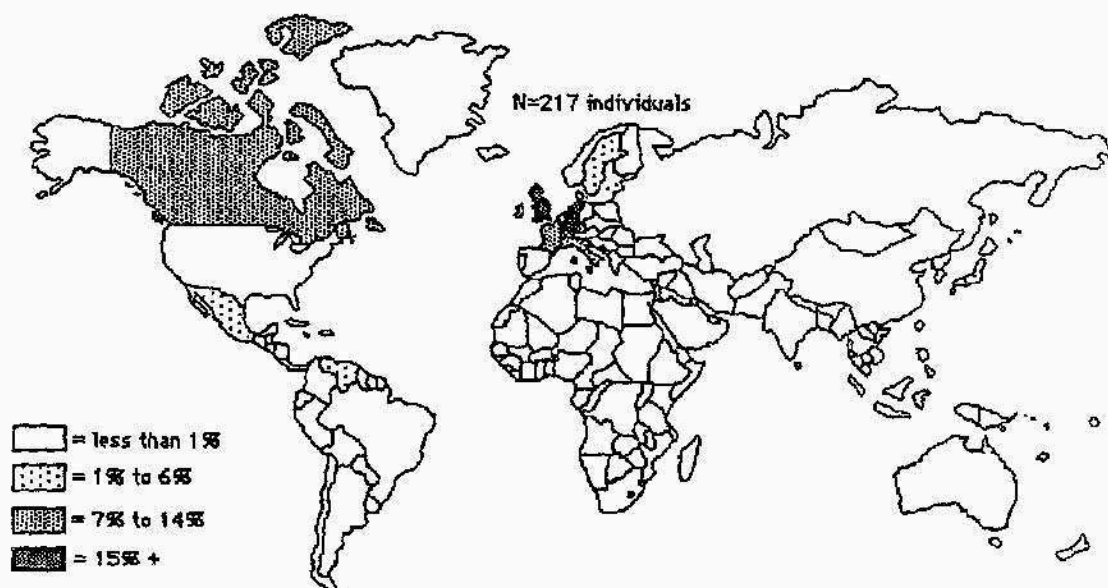 N=217 individuals
= less than 1%
= 1% to 6%
= 7% to 14%
= 15% +